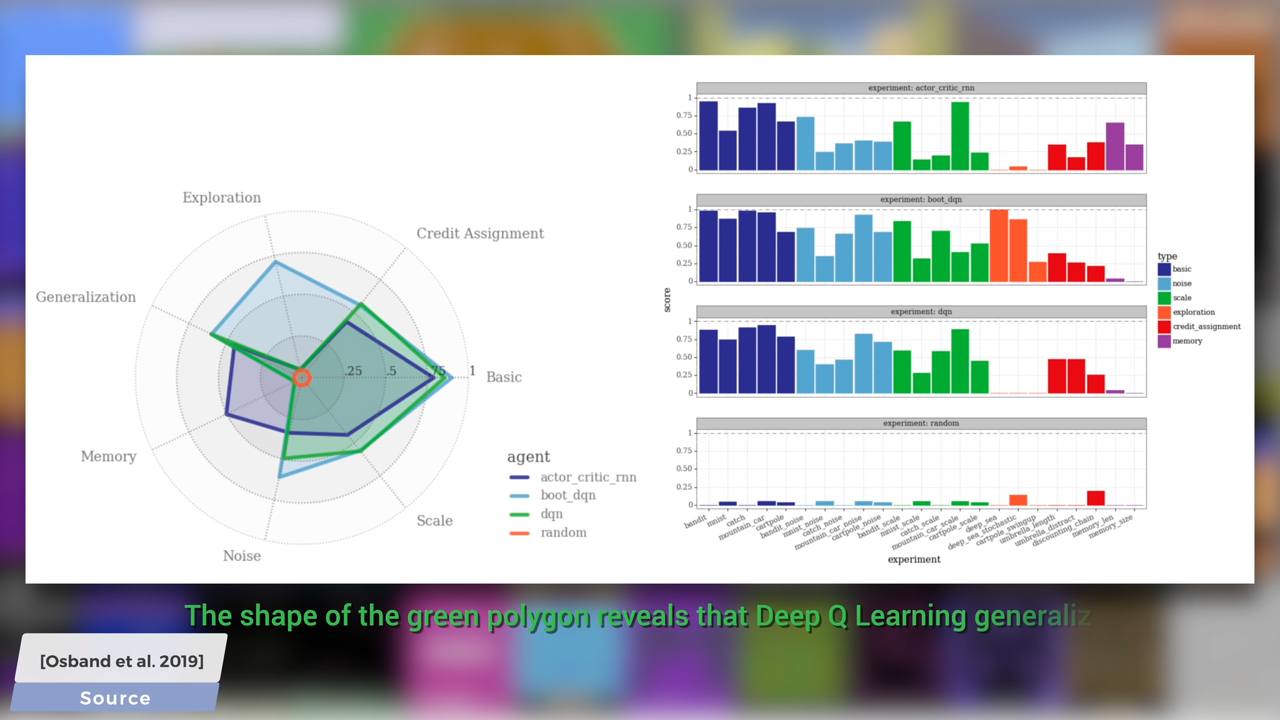 Exploration
Credit Assignment
Generalization
.25
.5
.75
1
Basic
Memory
Scale
Noise
agent
actor_critic_rnn
boot_dqn
dqn
random
experiment: actor_critic_rnn
1
0.75
0.50
0.25
0
experiment: boot_dqn
1
0.75
0.50
0.25
0
experiment: dqn
1
0.75
0.50
0.25
0
experiment: random
1
0.75
0.50
0.25
0
score
bandit
mnist
catch
mountain_car
cartpole
bandit_noise
mnist_noise
catch_noise
mountain_car_noise
cartpole_noise
bandit_scale
mnist_scale
catch_scale
mountain_car_scale
cartpole_scale
deep_sea
deep_sea_stochastic
cartpole_swingup
umbrella_length
umbrella_distract
discounting_chain
memory_len
memory_size
experiment
type
basic
noise
scale
exploration
credit_assignment
memory
The shape of the green polygon reveals that Deep Q Learning generaliz
[Osband et al. 2019]
Source